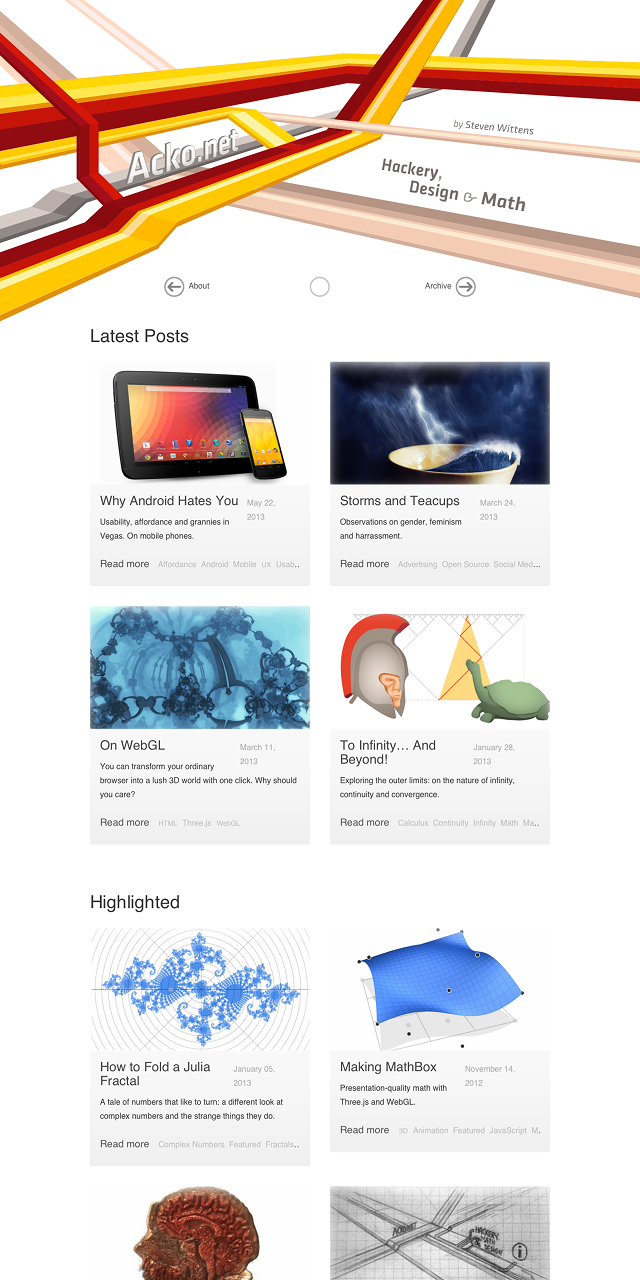 by Steven Wittens
Acko.net
Hackery,
Design & Math
About
Archive
Latest Posts
Why Android Hates You
May 22,
2013
Usability, affordance and grannies in
Vegas. On mobile phones.
Read more Affordance Android Mobile UX Usab...
Storms and Teacups
March 24,
2013
Observations on gender, feminism
and harrassment.
Read more Advertising Open Source Social Med...
On WebGL
March 11,
2013
You can transform your ordinary
browser into a lush 3D world with one click. Why should
you care?
Read more HTML Three.js WebGL
To Infinity… And
Beyond!
January 28,
2013
Exploring the outer limits: on the nature of infinity,
continuity and convergence.
Read more Calculus Continuity Infinity Math Ma...
Highlighted
How to Fold a Julia
Fractal
January 05,
2013
A tale of numbers that like to turn: a different look at
complex numbers and the strange things they do.
Read more Complex Numbers Featured Fractals...
Making MathBox
November 14,
2012
Presentation-quality math with
Three.js and WebGL.
Read more 3D Animation Featured JavaScript M...
ACKO.NET
HACKERY,
MATH
DESIGN
i